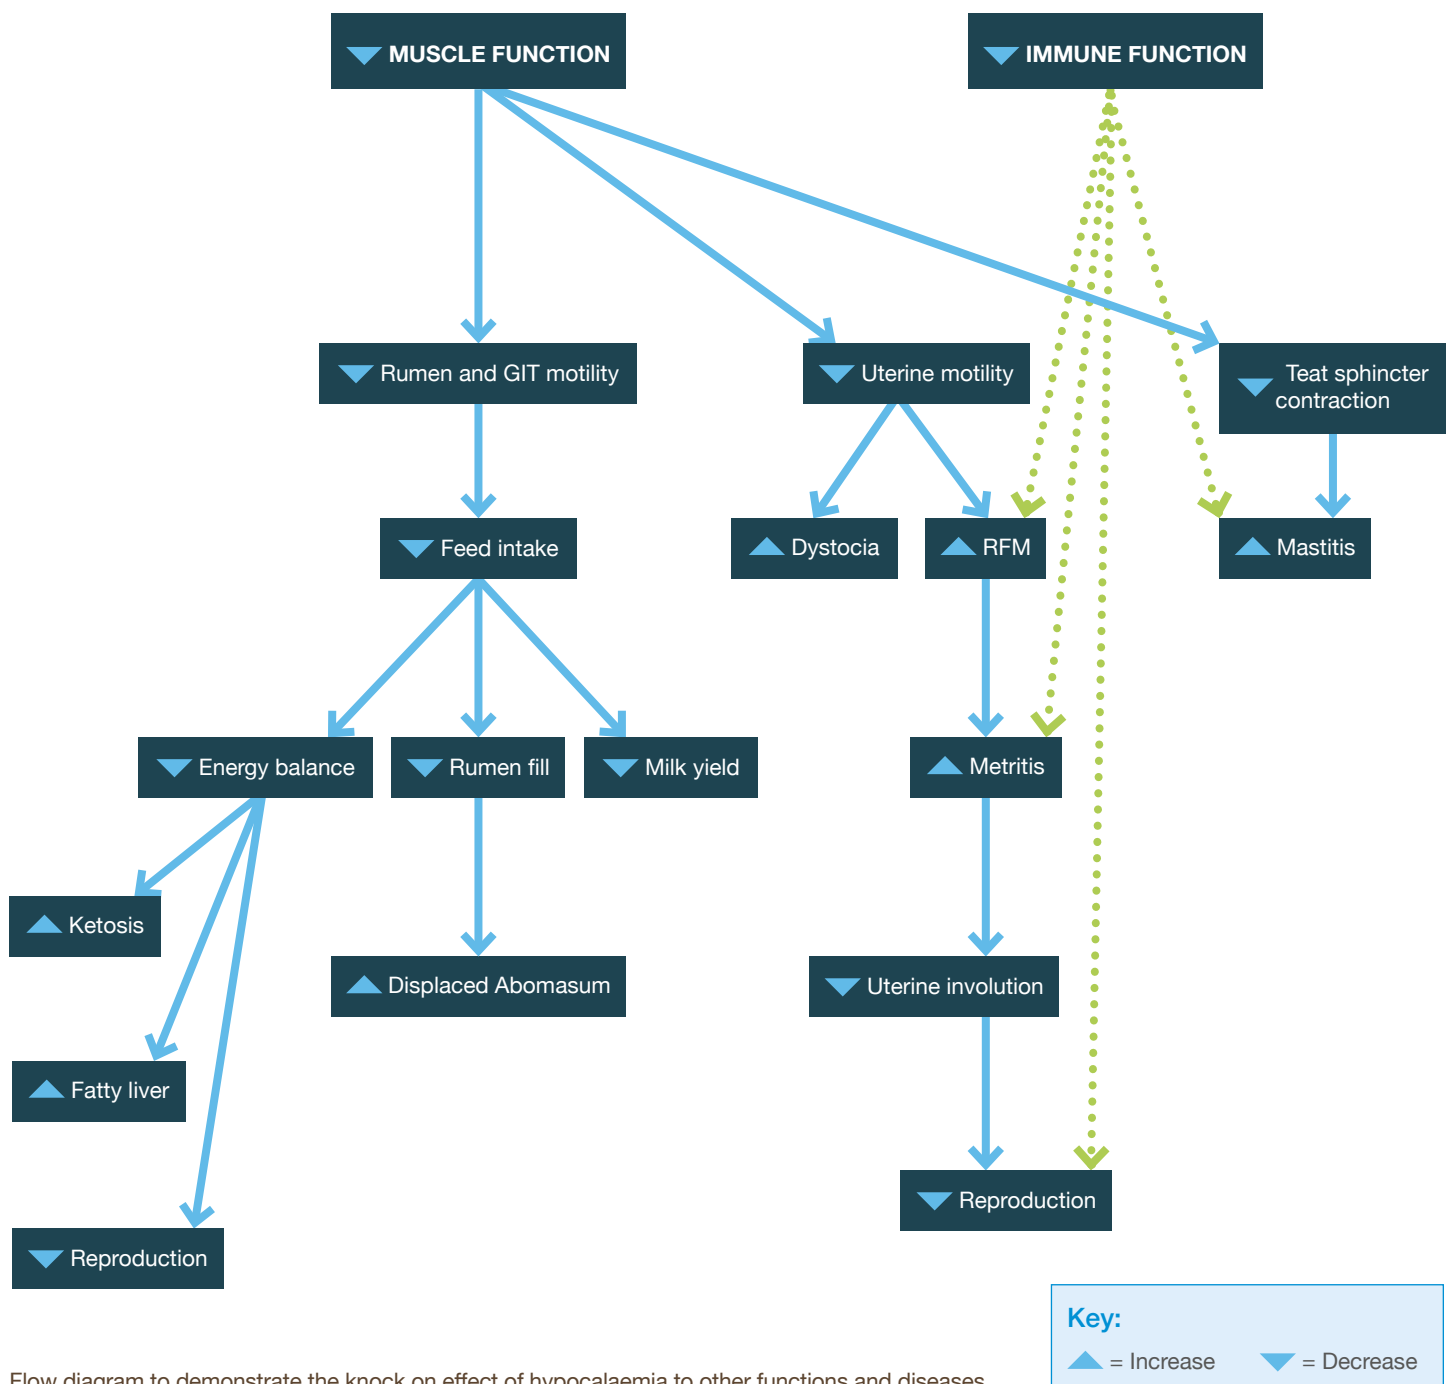 MUSCLE FUNCTION
IMMUNE FUNCTION
Rumen and GIT motility
Uterine motility
Teat sphincter
contraction
Feed intake
Dystocia
RFM
Mastitis
Energy balance
Rumen fill
Milk yield
Metritis
Ketosis
Displaced Abomasum
Uterine involution
Fatty liver
Reproduction
Reproduction
Key:
= Increase
= Decrease
Flow diagram to demonstrate the knock on effect of hypocalaemia to other functions and diseases